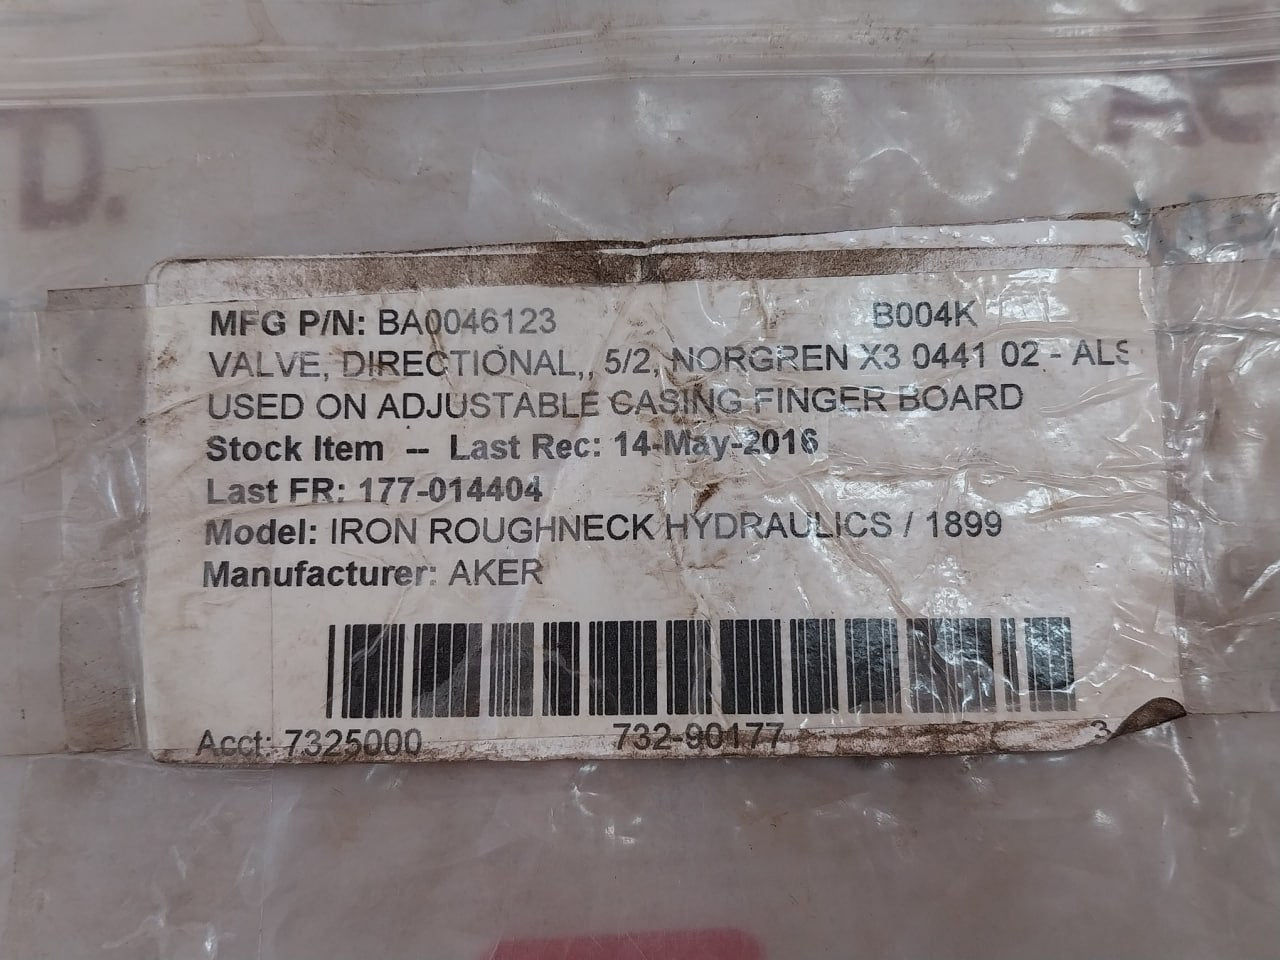 D.
MFG P/N: BA0046123 B004K
VALVE, DIRECTIONAL,, 5/2, NORGREN X3 0441 02 - ALS
USED ON ADJUSTABLE CASING FINGER BOARD
Stock Item -- Last Rec: 14-May-2016
Last FR: 177-014404
Model: IRON ROUGHNECK HYDRAULICS / 1899
Manufacturer: AKER
Acct: 7325000 732-90177 3